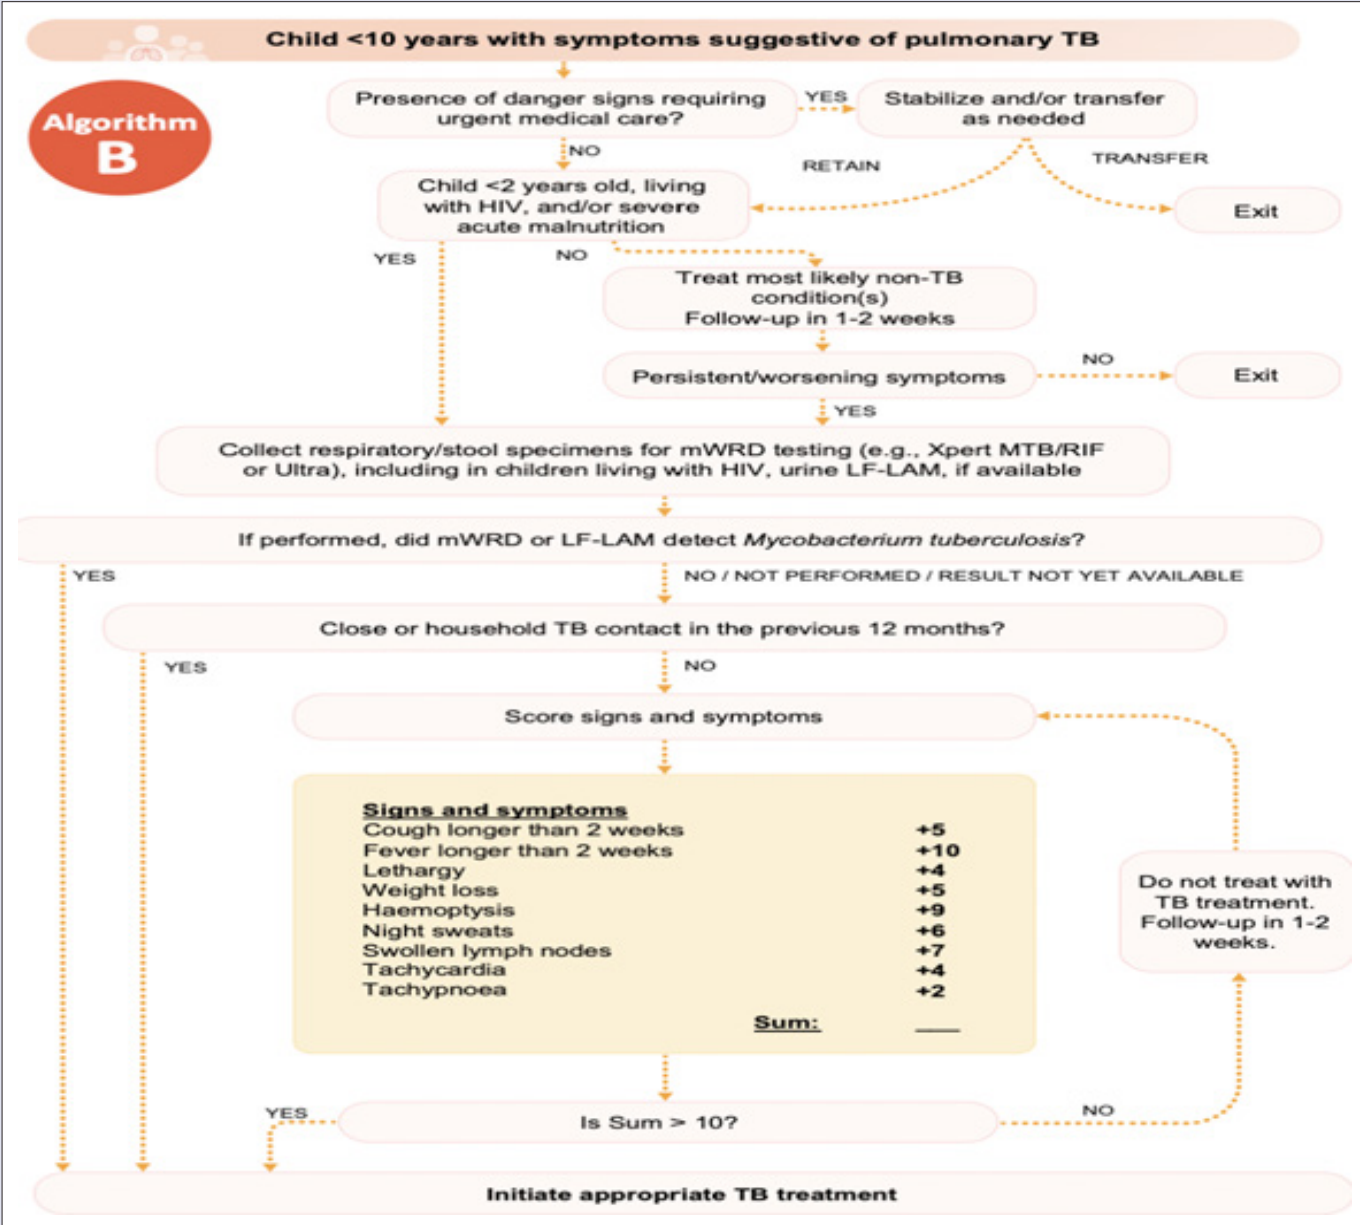 Child <10 years with symptoms suggestive of pulmonary TB
Algorithm
B
Presence of danger signs requiring
urgent medical care?
YES
Stabilize and/or transfer
as needed
NO
RETAIN
TRANSFER
Child <2 years old, living
with HIV, and/or severe
acute malnutrition
Exit
YES
NO
Treat most likely non-TB
condition(s)
Follow-up in 1-2 weeks
Persistent/worsening symptoms
NO
Exit
YES
Collect respiratory/stool specimens for mWRD testing (e.g., Xpert MTB/RIF
or Ultra), including in children living with HIV, urine LF-LAM, if available
If performed, did mWRD or LF-LAM detect Mycobacterium tuberculosis?
YES
NO / NOT PERFORMED / RESULT NOT YET AVAILABLE
Close or household TB contact in the previous 12 months?
YES
NO
Score signs and symptoms
Signs and symptoms
Cough longer than 2 weeks +5
Fever longer than 2 weeks +10
Lethargy +4
Weight loss +5
Haemoptysis +9
Night sweats +6
Swollen lymph nodes +7
Tachycardia +4
Tachypnoea +2
Sum: ___
Do not treat with
TB treatment.
Follow-up in 1-2
weeks.
YES
Is Sum > 10?
NO
Initiate appropriate TB treatment